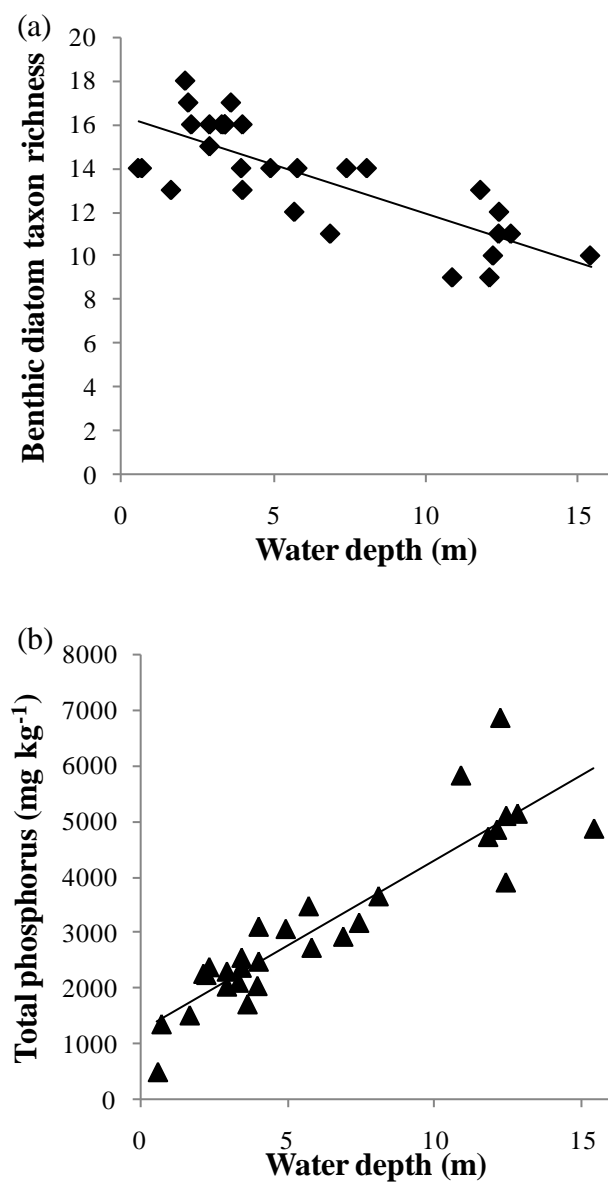 (a)
Benthic diatom taxon richness
20
18
16
14
12
10
8
6
4
2
0
0 5 10 15
Water depth (m)
(b)
Total phosphorus (mg kg⁻¹)
8000
7000
6000
5000
4000
3000
2000
1000
0
0 5 10 15
Water depth (m)